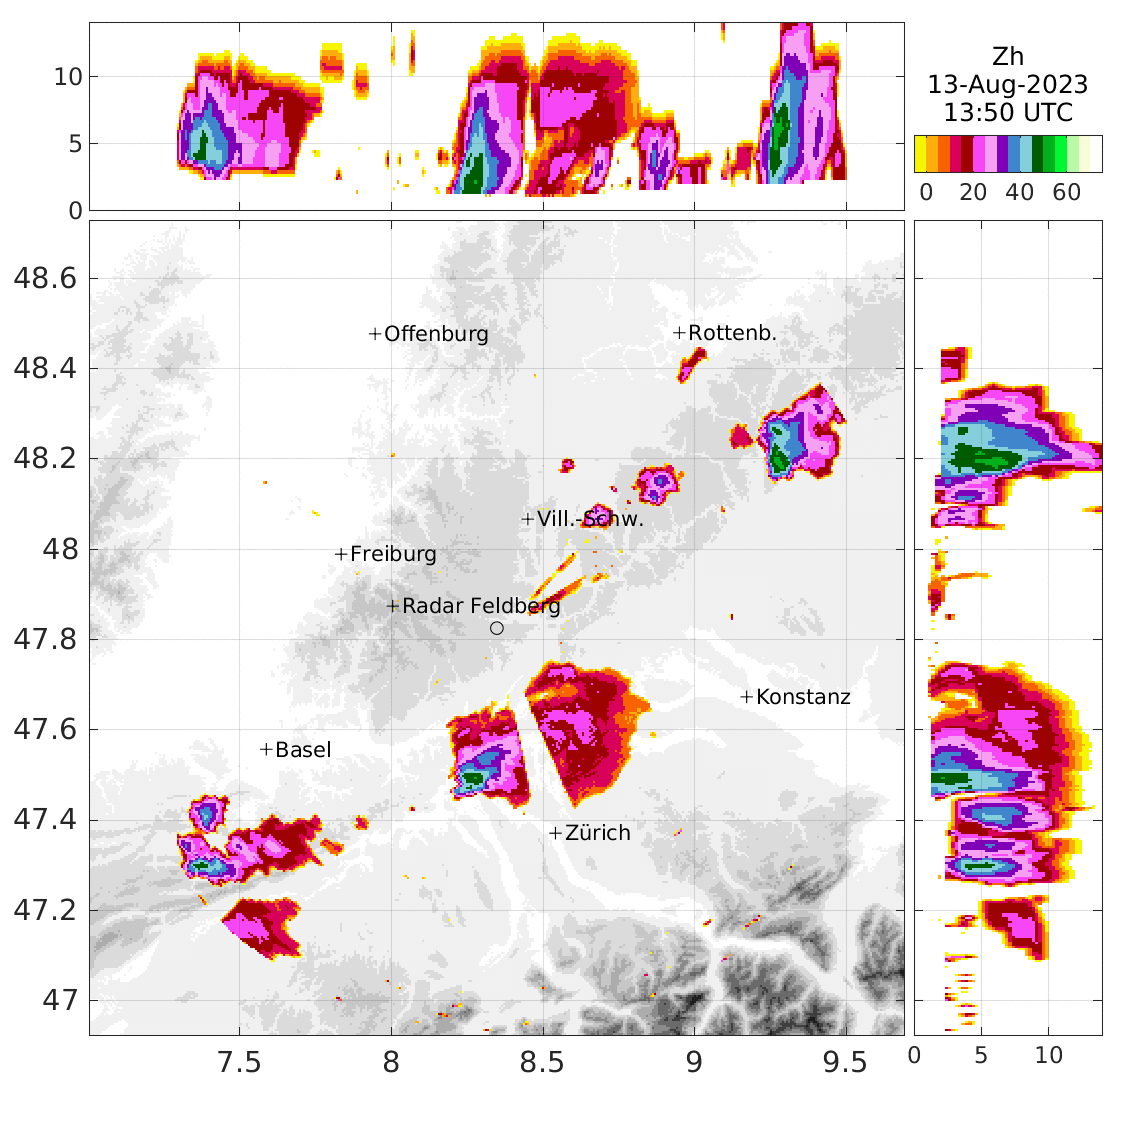 10
5
0
Zh
13-Aug-2023
13:50 UTC
0 20 40 60
48.6
48.4
48.2
48
47.8
47.6
47.4
47.2
47
Offenburg
Rottenb.
Vill.-Schw.
Freiburg
Radar Feldberg
Konstanz
Basel
Zürich
7.5 8 8.5 9 9.5
0 5 10